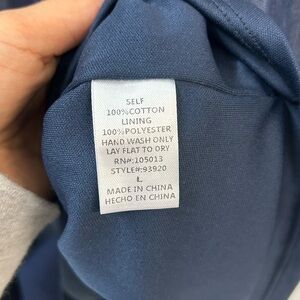 SELF
100%COTTON
LINING
100%POLYESTER
HAND WASH ONLY
LAY FLAT TO DRY
RN#:105013
STYLE#:93920
L
MADE IN CHINA
HECHO EN CHINA